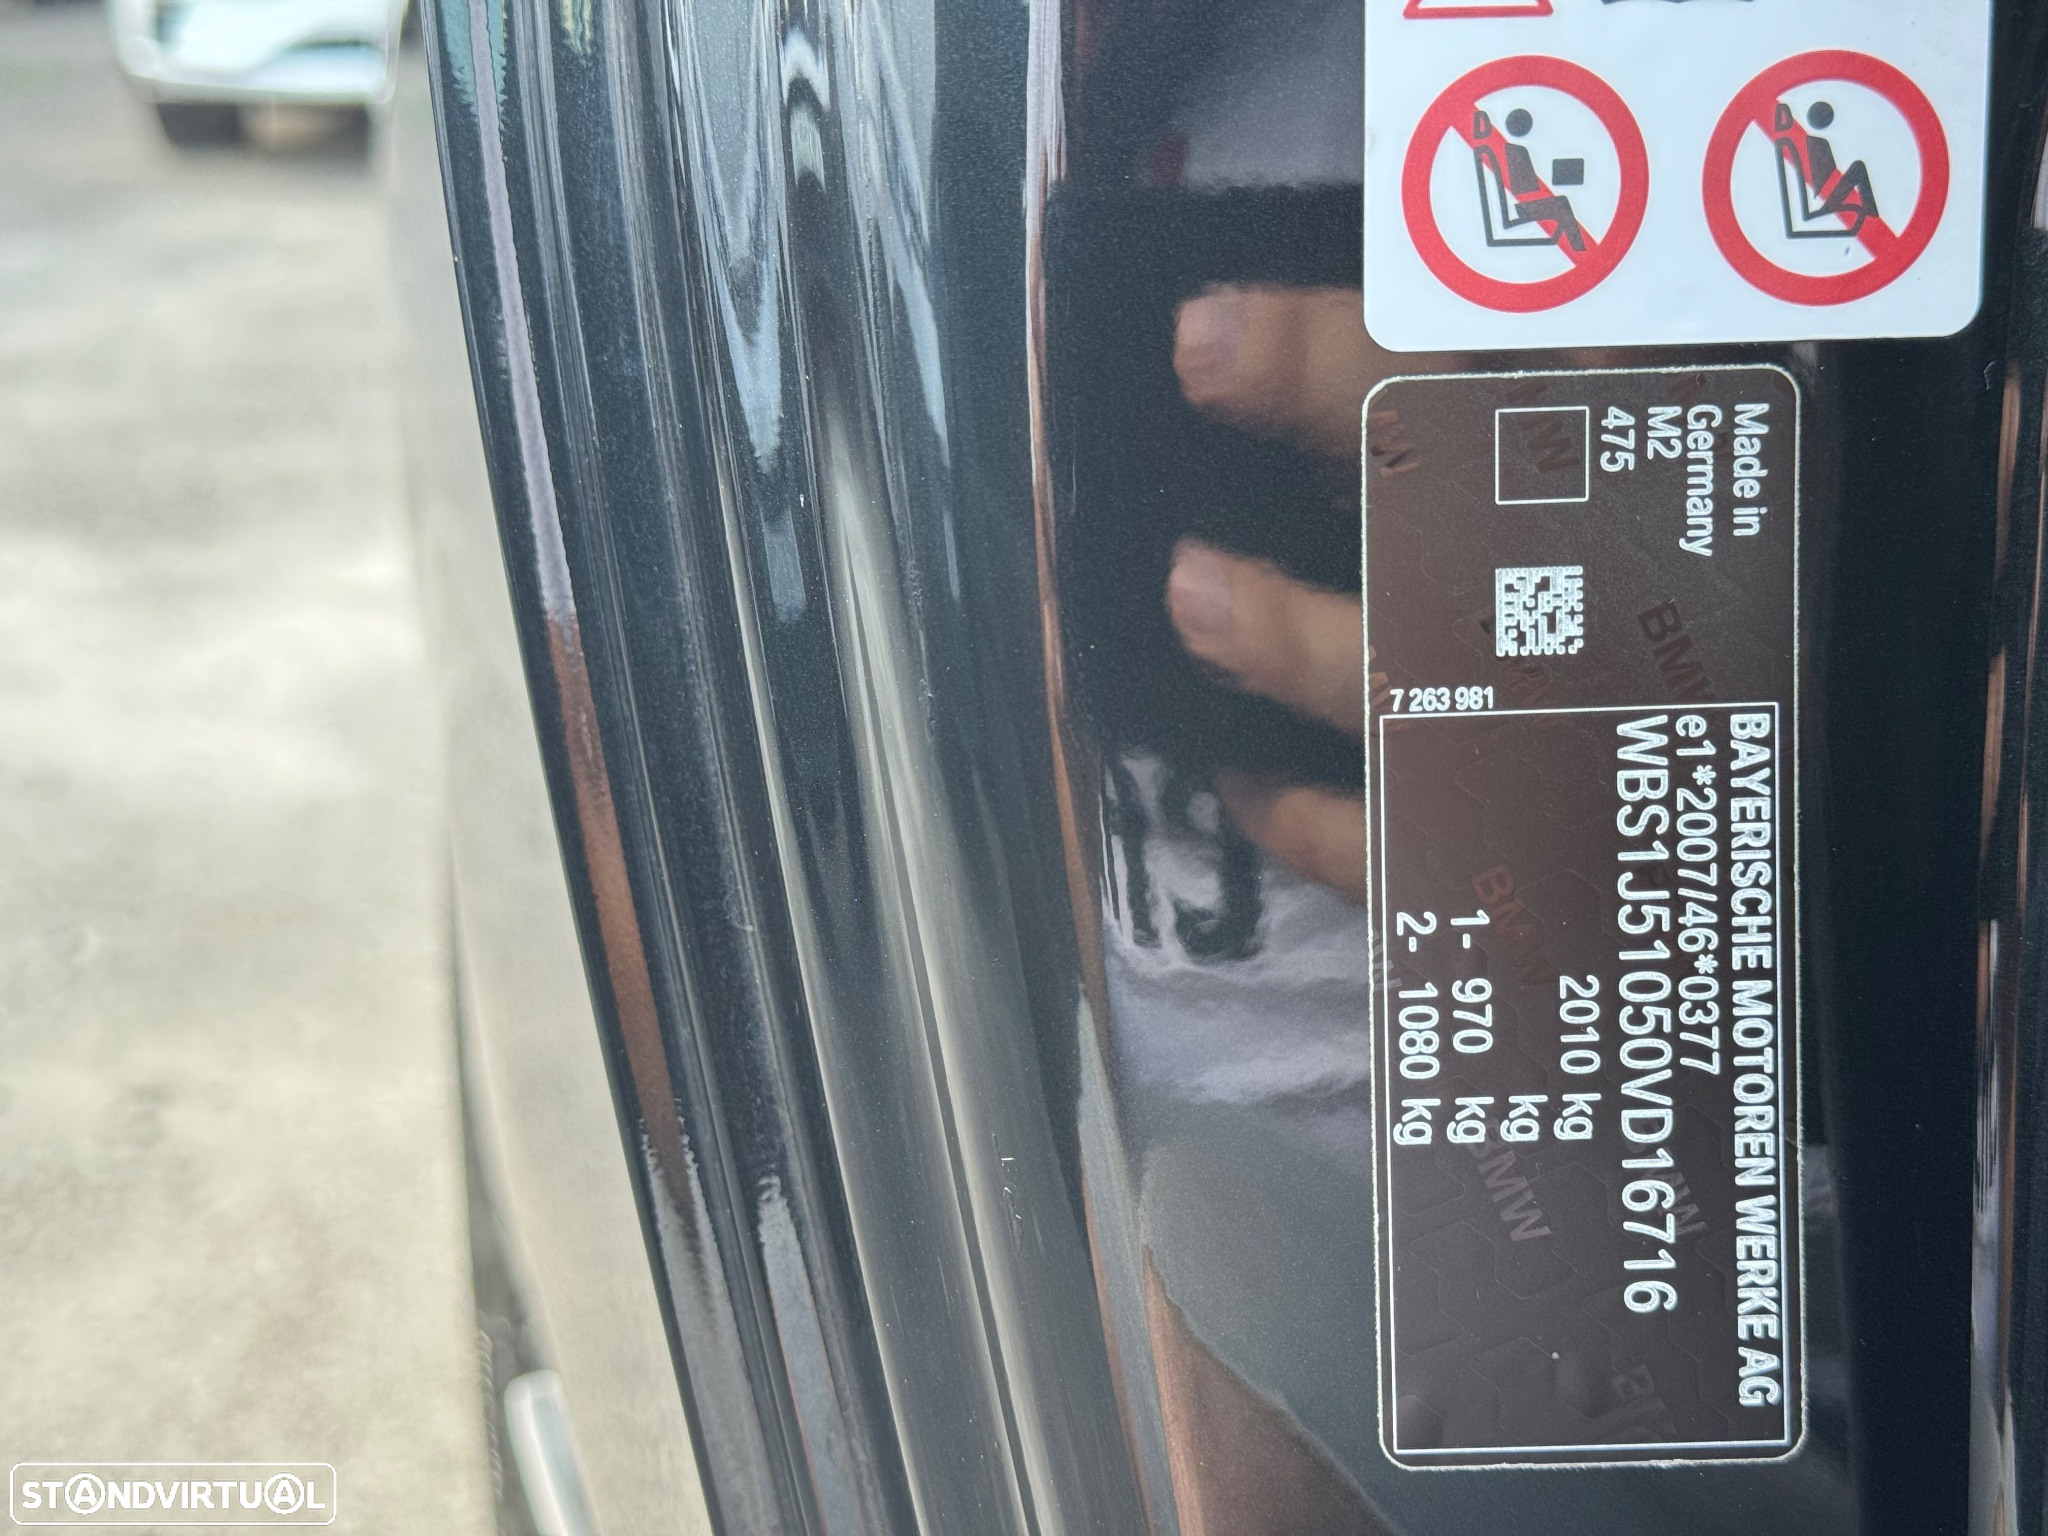 Made in
Germany
M2
475
7 263 981
BAYERISCHE MOTOREN WERKE AG
e1*2007/46*0377
WBS1J51050VD16716
2010 kg
kg
1- 970 kg
2- 1080 kg
STANDVIRTUAL